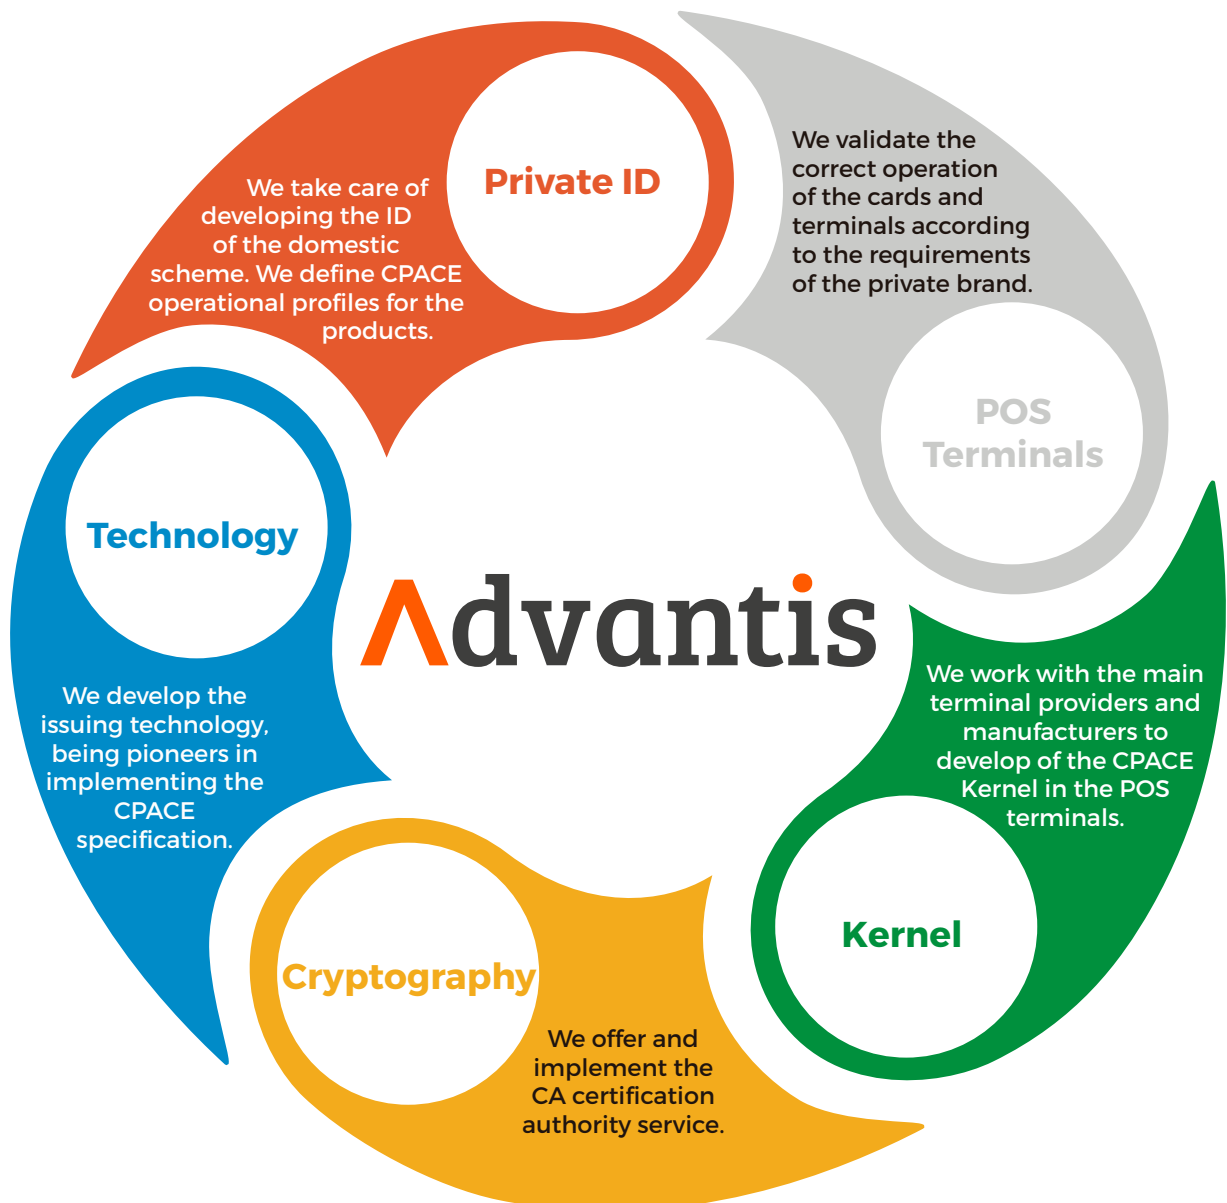 Private ID
We take care of
developing the ID
of the domestic
scheme. We define CPACE
operational profiles for the
products.
We validate the
correct operation
of the cards and
terminals according
to the requirements
of the private brand.
POS
Terminals
Technology
We develop the
issuing technology,
being pioneers in
implementing the
CPACE
specification.
Advantis
We work with the main
terminal providers and
manufacturers to
develop of the CPACE
Kernel in the POS
terminals.
Kernel
Cryptography
We offer and
implement the
CA certification
authority service.